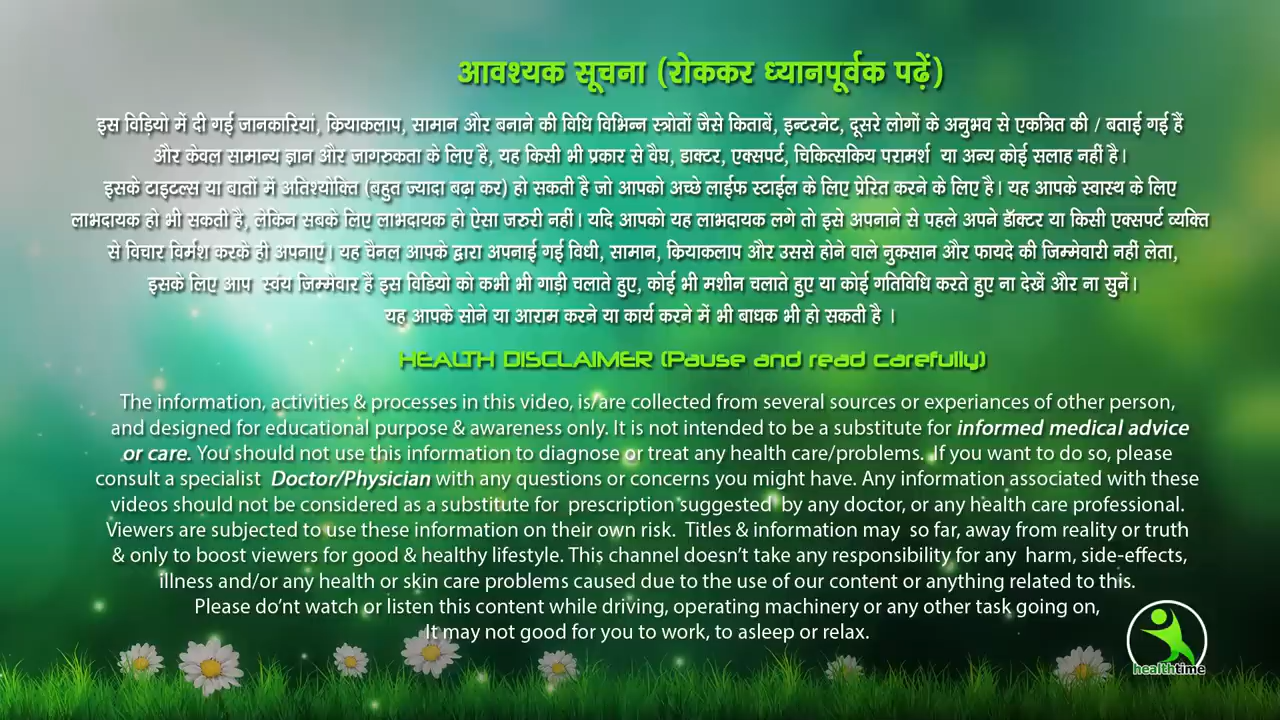 आवश्यक सूचना (रोककर ध्यानपूर्वक पढ़ें)
इस विड़ियो में दी गई जानकारियां, क्रियाकलाप, सामान और बनाने की विधि विभिन्न स्त्रोतों जैसे किताबें, इन्टरनेट, दूसरे लोगों के अनुभव से एकत्रित की / बताई गई हैं
और केवल सामान्य ज्ञान और जागरुकता के लिए है, यह किसी भी प्रकार से वैघ, डाक्टर, एक्सपर्ट, चिकित्सकिय परामर्श या अन्य कोई सलाह नहीं है।
इसके टाइटल्स या बातों में अतिश्योक्ति (बहुत ज्यादा बढ़ा कर) हो सकती है जो आपको अच्छे लाईफ स्टाईल के लिए प्रेरित करने के लिए है। यह आपके स्वास्थ के लिए
लाभदायक हो भी सकती है, लेकिन सबके लिए लाभदायक हो ऐसा जरुरी नहीं। यदि आपको यह लाभदायक लगे तो इसे अपनाने से पहले अपने डॅाक्टर या किसी एक्सपर्ट व्यक्ति
से विचार विर्मश करके ही अपनाएं। यह चैनल आपके द्वारा अपनाई गई विधी, सामान, क्रियाकलाप और उससे होने वाले नुकसान और फायदे की जिम्मेवारी नहीं लेता,
इसके लिए आप स्वंय जिम्मेवार हैं इस विडियो को कभी भी गाड़ी चलाते हुए, कोई भी मशीन चलाते हुए या कोई गतिविधि करते हुए ना देखें और ना सुनें।
यह आपके सोने या आराम करने या कार्य करने में भी बाधक भी हो सकती है ।
HEALTH DISCLAIMER (Pause and read carefully)
The information, activities & processes in this video, is/are collected from several sources or experiances of other person,
and designed for educational purpose & awareness only. It is not intended to be a substitute for informed medical advice
or care. You should not use this information to diagnose or treat any health care/problems. If you want to do so, please
consult a specialist Doctor/Physician with any questions or concerns you might have. Any information associated with these
videos should not be considered as a substitute for prescription suggested by any doctor, or any health care professional.
Viewers are subjected to use these information on their own risk. Titles & information may so far, away from reality or truth
& only to boost viewers for good & healthy lifestyle. This channel doesn't take any responsibility for any harm, side-effects,
illness and/or any health or skin care problems caused due to the use of our content or anything related to this.
Please do'nt watch or listen this content while driving, operating machinery or any other task going on,
It may not good for you to work, to asleep or relax.
healthtime